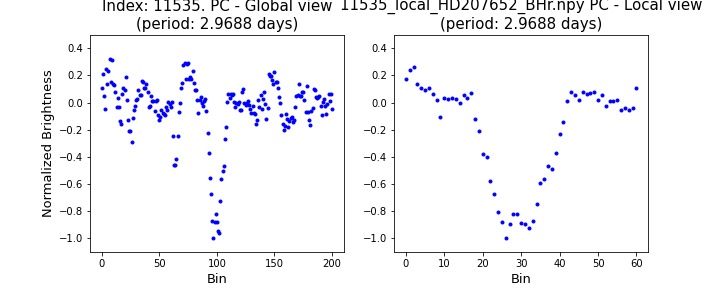 Index: 11535. PC - Global view
(period: 2.9688 days)
11535_local_HD207652_BHr.npy PC - Local view
(period: 2.9688 days)
Normalized Brightness
0.4
0.2
0.0
−0.2
−0.4
−0.6
−0.8
−1.0
0 50 100 150 200
Bin
0.4
0.2
0.0
−0.2
−0.4
−0.6
−0.8
−1.0
0 10 20 30 40 50 60
Bin